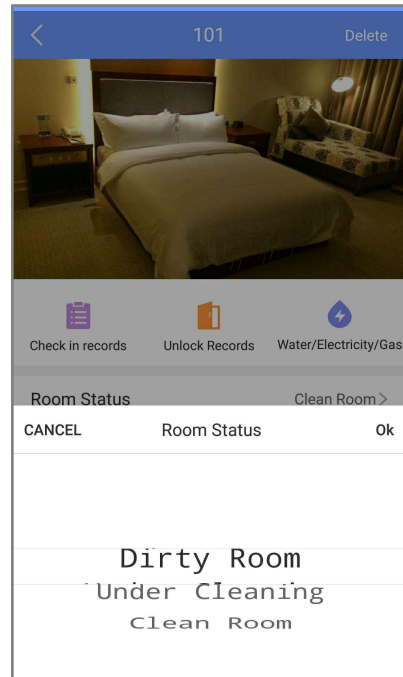 101 Delete
Check in records Unlock Records Water/Electricity/Gas
Room Status Clean Room
CANCEL Room Status Ok
Dirty Room
Under Cleaning
Clean Room